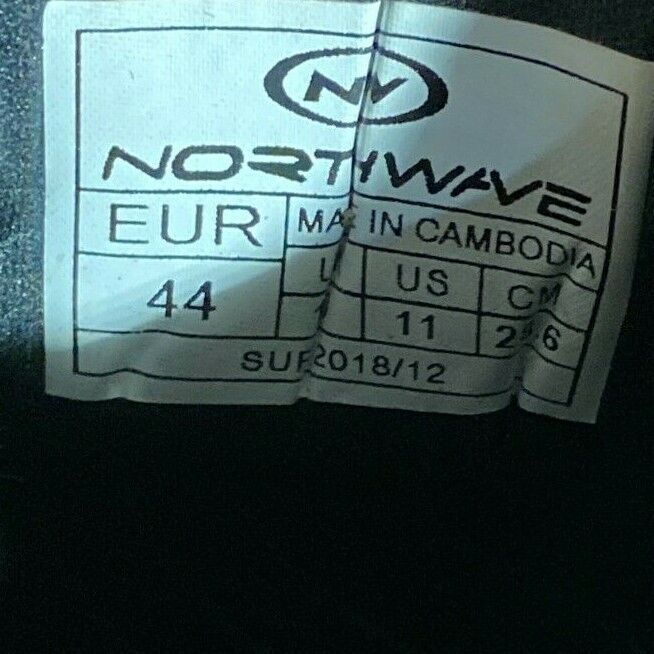 NW
NORTHWAVE
EUR
IN CAMBODIA
US
CM
44
11
2018/12